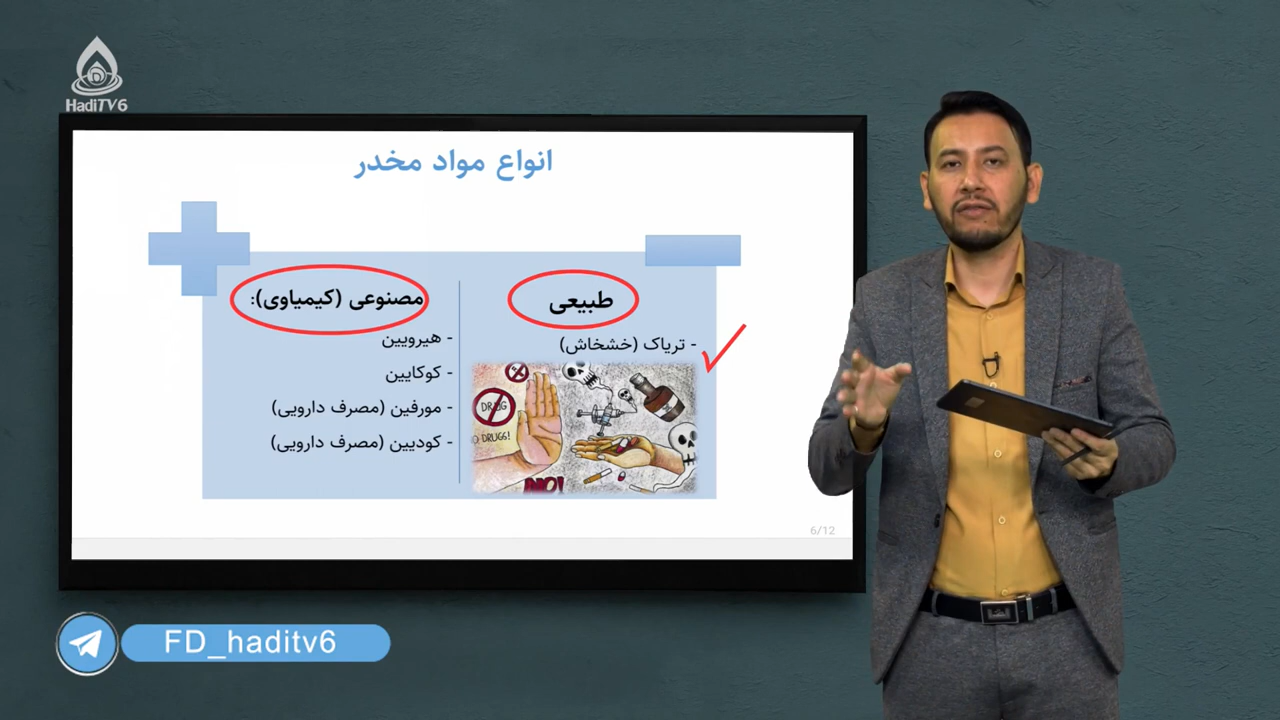 HadiTV6
انواع مواد مخدر
طبیعی
- تریاک (خشخاش)
DRUG
DRUGS!
NO!
مصنوعی (کیمیاوی):
- هیرویین
- کوکایین
- مورفین (مصرف دارویی)
- کودیین (مصرف دارویی)
6/12
FD_haditv6